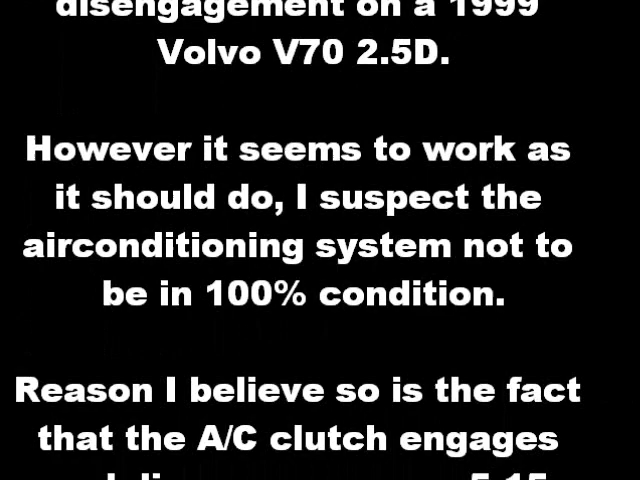 disengagement on a 1999
Volvo V70 2.5D.
However it seems to work as
it should do, I suspect the
airconditioning system not to
be in 100% condition.
Reason I believe so is the fact
that the A/C clutch engages